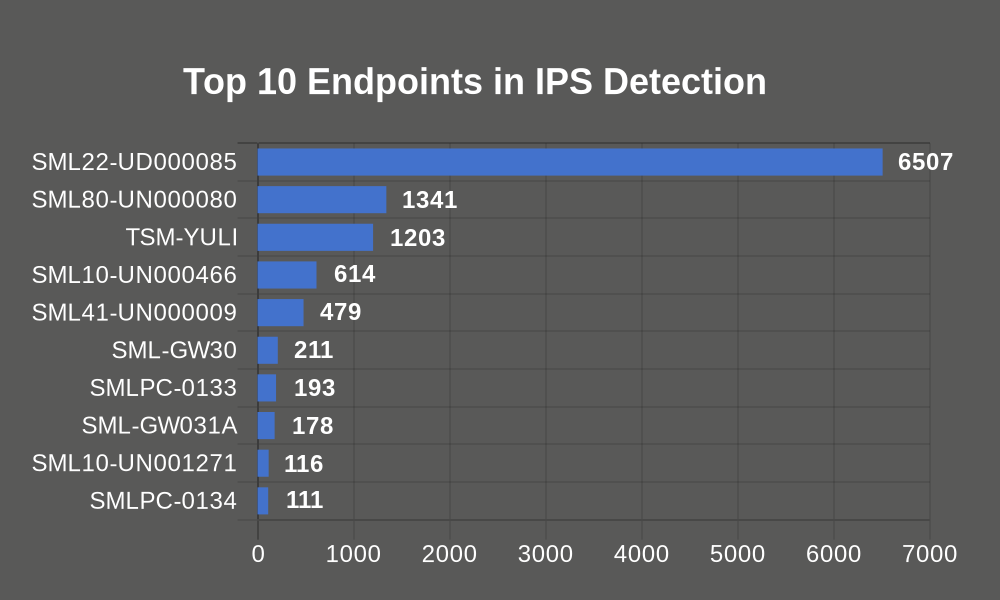 Top 10 Endpoints in IPS Detection
SML22-UD000085 6507
SML80-UN000080 1341
TSM-YULI 1203
SML10-UN000466 614
SML41-UN000009 479
SML-GW30 211
SMLPC-0133 193
SML-GW031A 178
SML10-UN001271 116
SMLPC-0134 111
0 1000 2000 3000 4000 5000 6000 7000